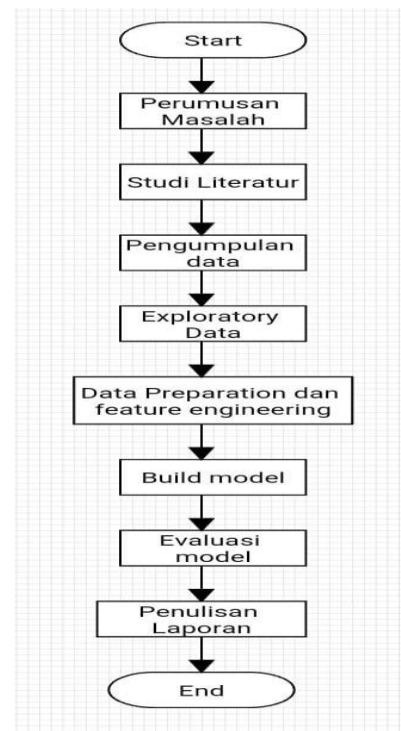 Start
Perumusan
Masalah
Studi Literatur
Pengumpulan
data
Exploratory
Data
Data Preparation dan
feature engineering
Build model
Evaluasi
model
Penulisan
Laporan
End